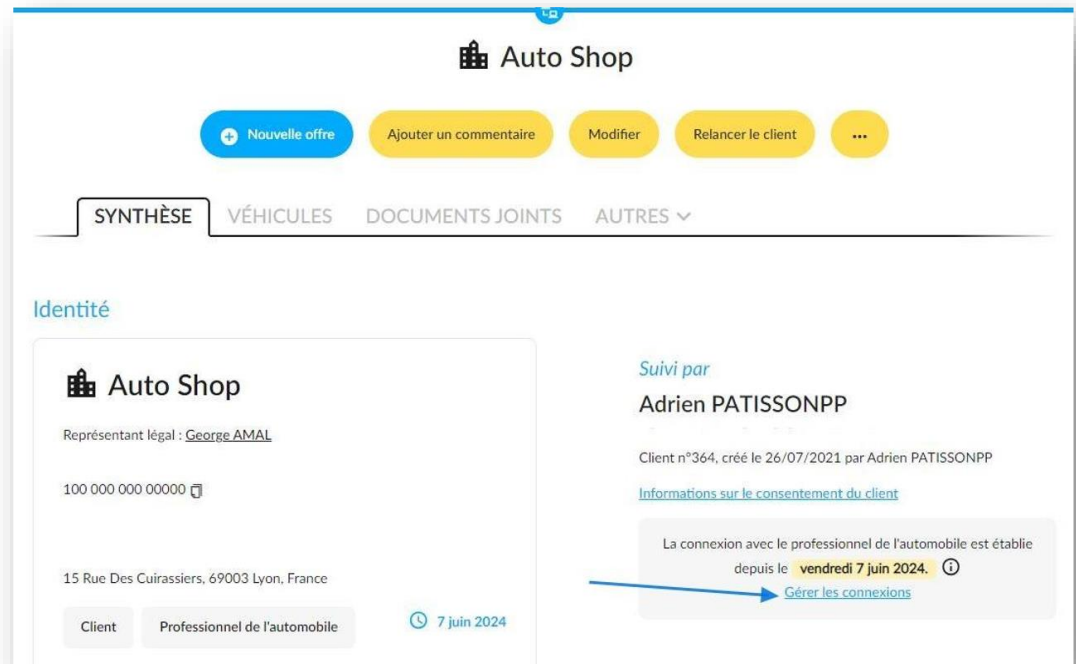 Auto Shop
Nouvelle offre
Ajouter un commentaire
Modifier
Relancer le client
...
SYNTHÈSE
VÉHICULES
DOCUMENTS JOINTS
AUTRES
Identité
Auto Shop
Représentant légal : George AMAL
100 000 000 00000
15 Rue Des Cuirassiers, 69003 Lyon, France
Client
Professionnel de l'automobile
7 juin 2024
Suivi par
Adrien PATISSONPP
Client n°364, créé le 26/07/2021 par Adrien PATISSONPP
Informations sur le consentement du client
La connexion avec le professionnel de l'automobile est établie
depuis le vendredi 7 juin 2024.
Gérer les connexions